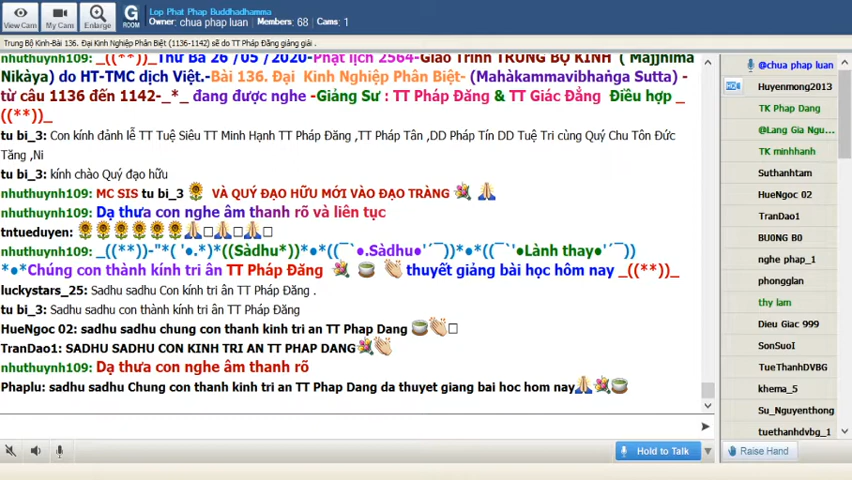 Lop Phat Phap Buddhadhamma
Owner: chua phap luan Members: 68 Cams: 1
View Cam My Cam Enlarge G ROOM
Trung Bộ Kinh-Bài 136. Đại Kinh Nghiệp Phân Biệt (1136-1142) sẽ do TT Pháp Đăng giảng giải .
nhuthuynh109: _((**))_Thứ Ba 26 /05 /2020-Phật lịch 2564-Giáo Trình TRUNG BỘ KINH ( Majjhima
Nikàya) do HT-TMC dịch Việt.-Bài 136. Đại Kinh Nghiệp Phân Biệt- (Mahàkammavibhaṅga Sutta) -
từ câu 1136 đến 1142-_*_ đang được nghe -Giảng Sư : TT Pháp Đăng & TT Giác Đẳng Điều hợp _
((**))_
tu bi_3: Con kính đảnh lễ TT Tuệ Siêu TT Minh Hạnh TT Pháp Đăng ,TT Pháp Tân ,DD Pháp Tín DD Tuệ Tri cùng Quý Chu Tôn Đức
Tăng ,Ni
tu bi_3: kính chào Quý đạo hữu
nhuthuynh109: MC SIS tu bi_3 🌻 VÀ QUÝ ĐẠO HỮU MỚI VÀO ĐẠO TRÀNG 💐 🙏
nhuthuynh109: Dạ thưa con nghe âm thanh rõ và liên tục
tntueduyen: 🌻🌻🌻🌻🌻🙏□🙏□🙏□
nhuthuynh109: _((**))-"*( '●.*)*((Sàdhu*))*●*((¯`●.Sàdhu●'´¯))*●*((¯`'●Lành thay●'´¯))
*●*Chúng con thành kính tri ân TT Pháp Đăng 💐 🍵 👏 thuyết giảng bài học hôm nay _((**))_
luckystars_25: Sadhu sadhu Con kính tri ân TT Pháp Đăng .
tu bi_3: Sadhu sadhu con thành kính tri ân TT Pháp Đăng
HueNgoc 02: sadhu sadhu chung con thanh kinh tri an TT Phap Dang 🍵👏□
TranDao1: SADHU SADHU CON KINH TRI AN TT PHAP DANG 💐👏
nhuthuynh109: Dạ thưa con nghe âm thanh rõ
Phaplu: sadhu sadhu Chung con thanh kinh tri an TT Phap Dang da thuyet giang bai hoc hom nay🙏💐🍵
@chua phap luan
Huyenmong2013
TK Phap Dang
@Lang Gia Ngu...
TK minhhanh
Suthanhtam
HueNgoc 02
TranDao1
BU0NG B0
nghe phap_1
phongglan
thy lam
Dieu Giac 999
SonSuoI
TueThanhDVBG
khema_5
Su_Nguyenthong
tuethanhdvbg_1
Hold to Talk
Raise Hand